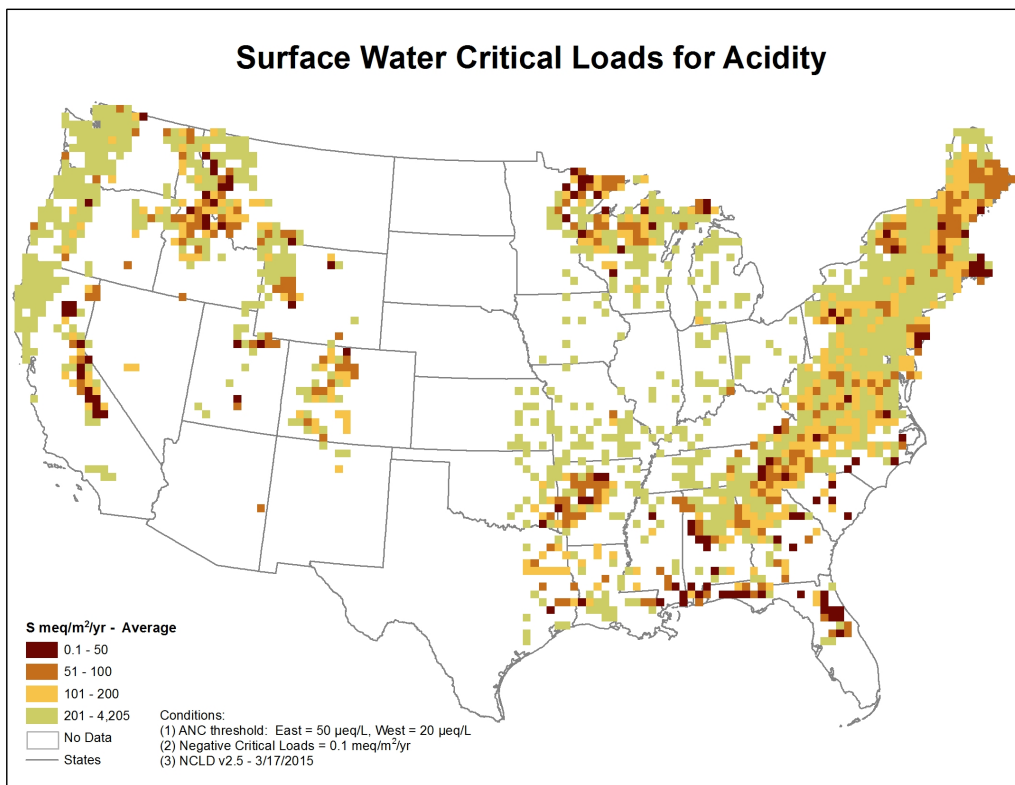 Surface Water Critical Loads for Acidity
S meq/m²/yr - Average
0.1 - 50
51 - 100
101 - 200
201 - 4,205
No Data
States
Conditions:
(1) ANC threshold: East = 50 µeq/L, West = 20 µeq/L
(2) Negative Critical Loads = 0.1 meq/m²/yr
(3) NCLD v2.5 - 3/17/2015